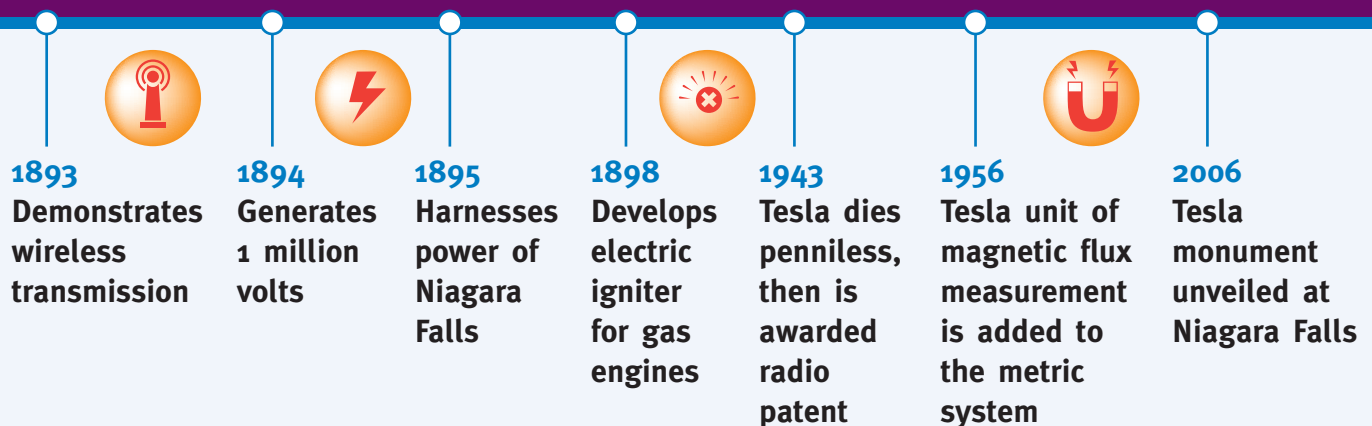 1893
Demonstrates
wireless
transmission
1894
Generates
1 million
volts
1895
Harnesses
power of
Niagara
Falls
1898
Develops
electric
igniter
for gas
engines
1943
Tesla dies
penniless,
then is
awarded
radio
patent
1956
Tesla unit of
magnetic flux
measurement
is added to
the metric
system
2006
Tesla
monument
unveiled at
Niagara Falls